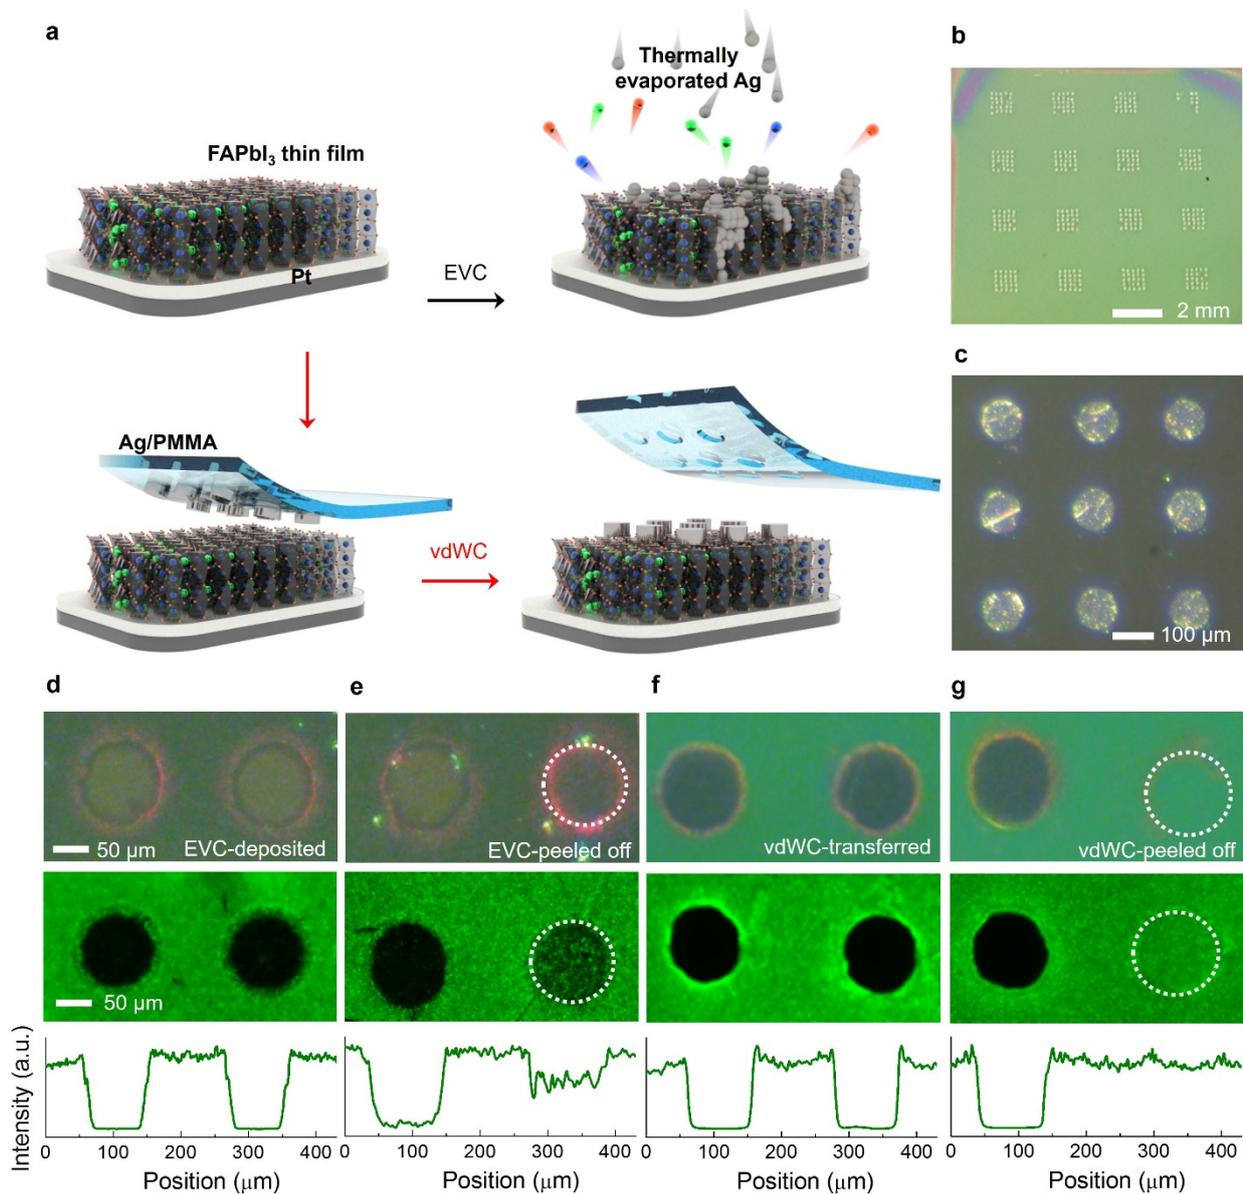 a
Thermally
evaporated Ag
FAPbI₃ thin film
Pt
EVC
Ag/PMMA
vdWC
b
2 mm
c
100 µm
d
e
f
g
50 µm
EVC-deposited
EVC-peeled off
vdWC-transferred
vdWC-peeled off
50 µm
Intensity (a.u.)
0 100 200 300 400
0 100 200 300 400
0 100 200 300 400
0 100 200 300 400
Position (µm)
Position (µm)
Position (µm)
Position (µm)